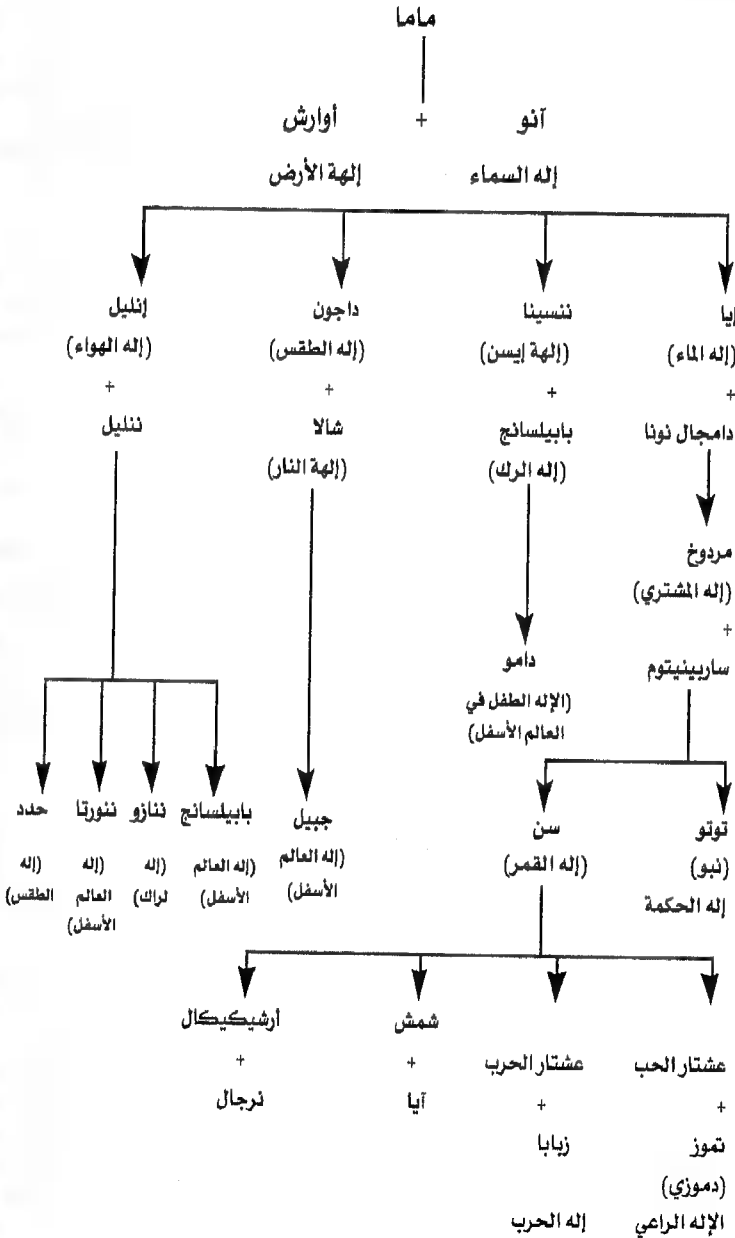 ماما
آنو + أوارش
إله السماء إلهة الأرض
إيا ننسينا داجون إنليل
(إله الماء) (إلهة إيسن) (إله الطقس) (إله الهواء)
+ + + +
دامجال نونا بابيلسانج شالا ننليل
(إله الرك) (إلهة النار)
مردوخ
(إله المشتري)
+
ساربينيتوم
دامو
(الإله الطفل في
العالم الأسفل)
توتو سن جبيل بابيلسانج ننازو ننورتا حدد
(نبو) (إله القمر) (إله العالم (إله العالم (إله (إله (إله
إله الحكمة الأسفل) الأسفل) لراك) العالم الطقس)
الأسفل)
شمش أرشيكيكال
عشتار الحب عشتار الحرب + +
+ + آيا نرجال
تموز زبابا
(دموزي)
الإله الراعي إله الحرب